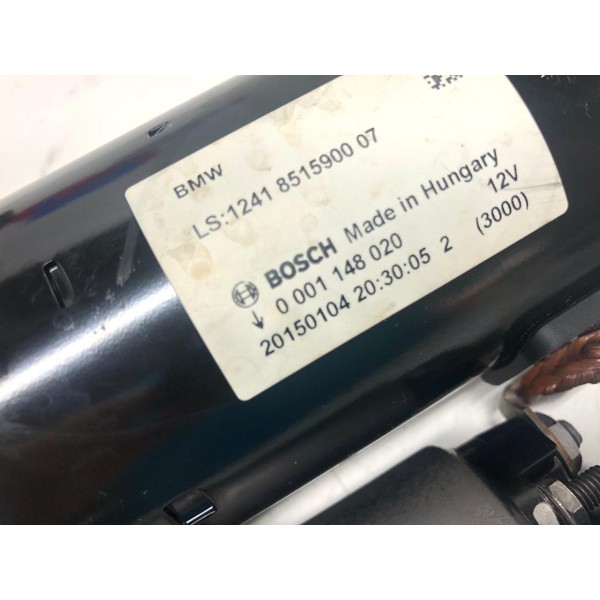 BMW
LS:1241 8515900 07
BOSCH Made in Hungary
0 001 148 020 12V
20150104 20:30:05 2 (3000)